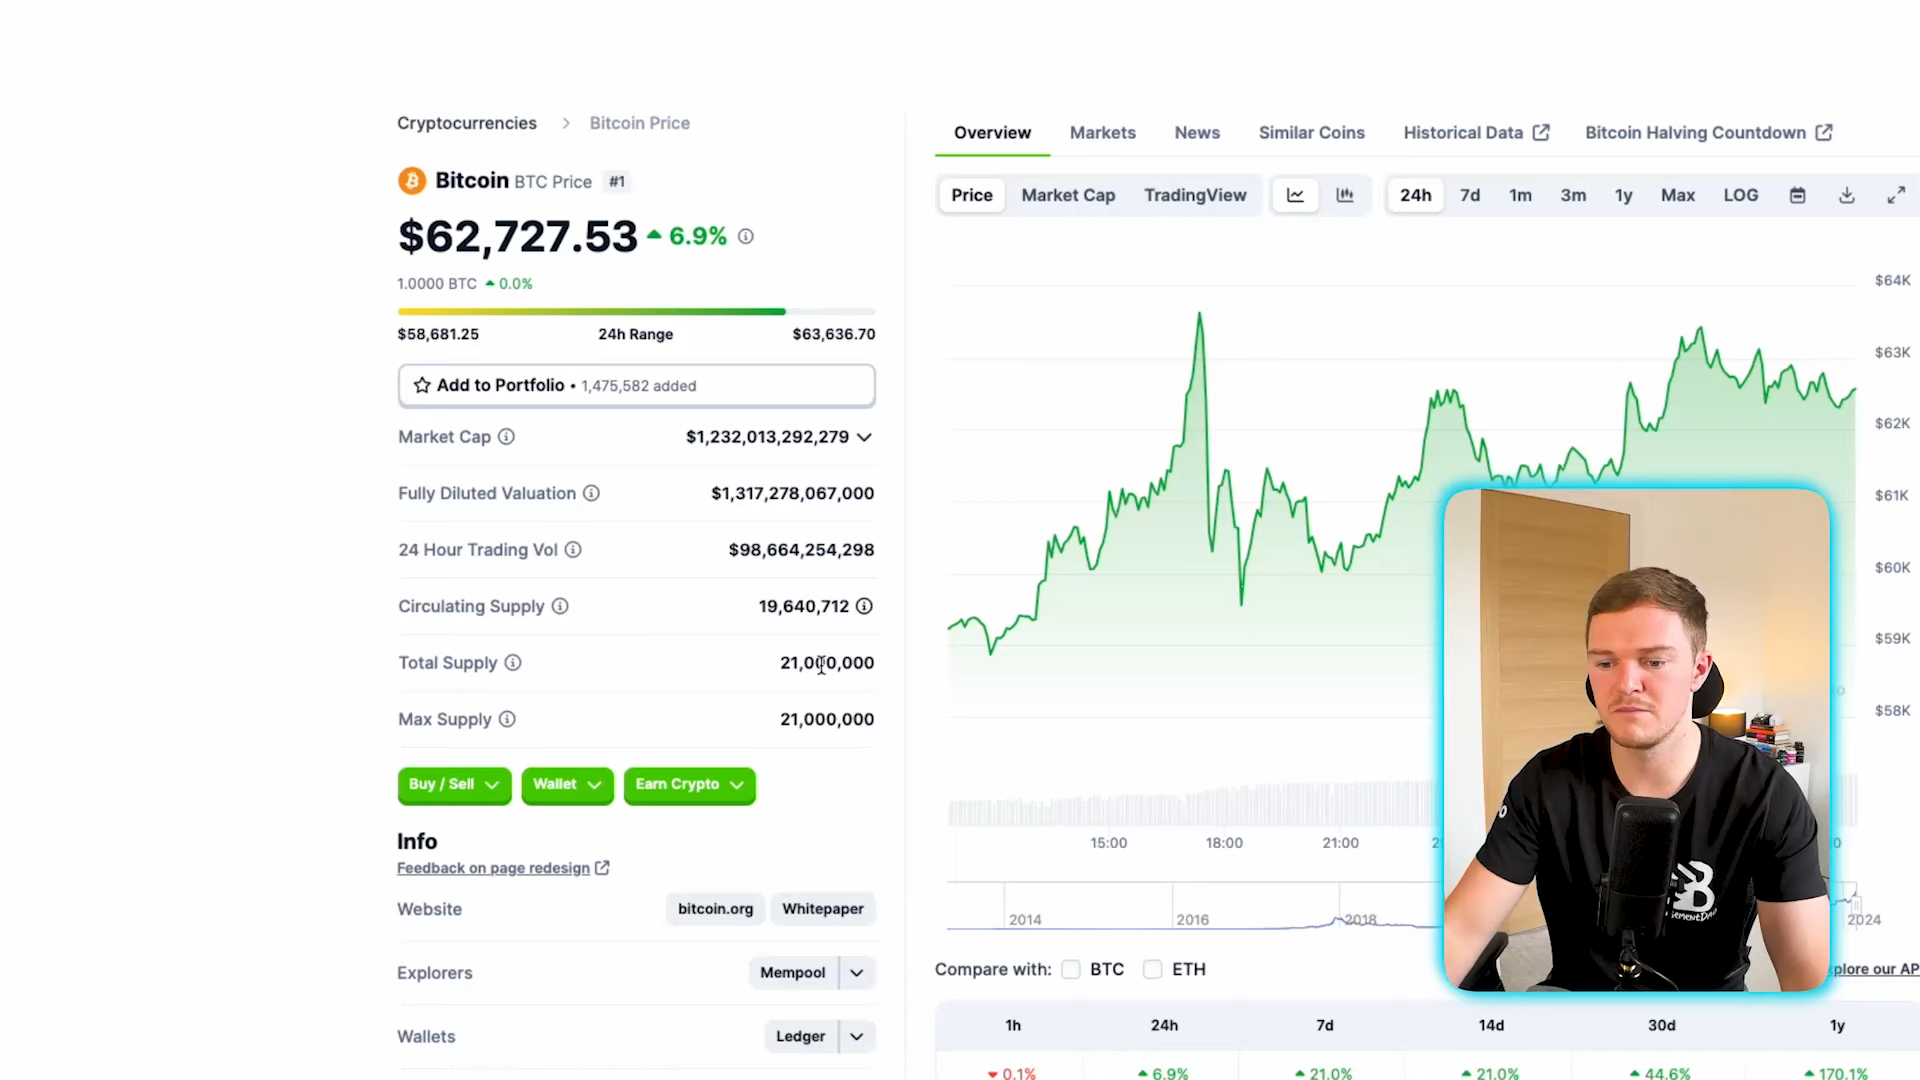 Cryptocurrencies > Bitcoin Price
Bitcoin BTC Price #1
$62,727.53 6.9%
1.0000 BTC 0.0%
$58,681.25 24h Range $63,636.70
Add to Portfolio • 1,475,582 added
Market Cap $1,232,013,292,279
Fully Diluted Valuation $1,317,278,067,000
24 Hour Trading Vol $98,664,254,298
Circulating Supply 19,640,712
Total Supply 21,000,000
Max Supply 21,000,000
Buy / Sell Wallet Earn Crypto
Info
Feedback on page redesign
Website bitcoin.org Whitepaper
Explorers Mempool
Wallets Ledger
Overview Markets News Similar Coins Historical Data Bitcoin Halving Countdown
Price Market Cap TradingView 24h 7d 1m 3m 1y Max LOG
$64K
$63K
$62K
$61K
$60K
$59K
$58K
15:00 18:00 21:00
2014 2016 2018 2024
Compare with: BTC ETH
plore our AP
1h 24h 7d 14d 30d 1y
0.1% 6.9% 21.0% 21.0% 44.6% 170.1%